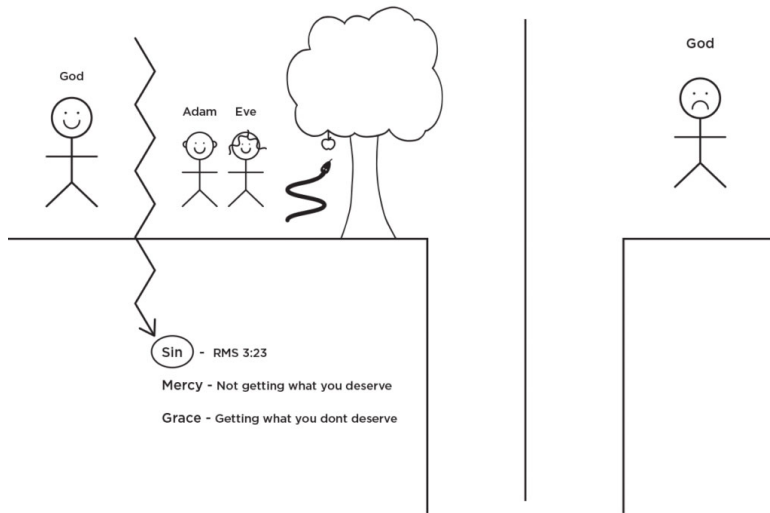 God
God
Adam Eve
Sin - RMS 3:23
Mercy - Not getting what you deserve
Grace - Getting what you dont deserve